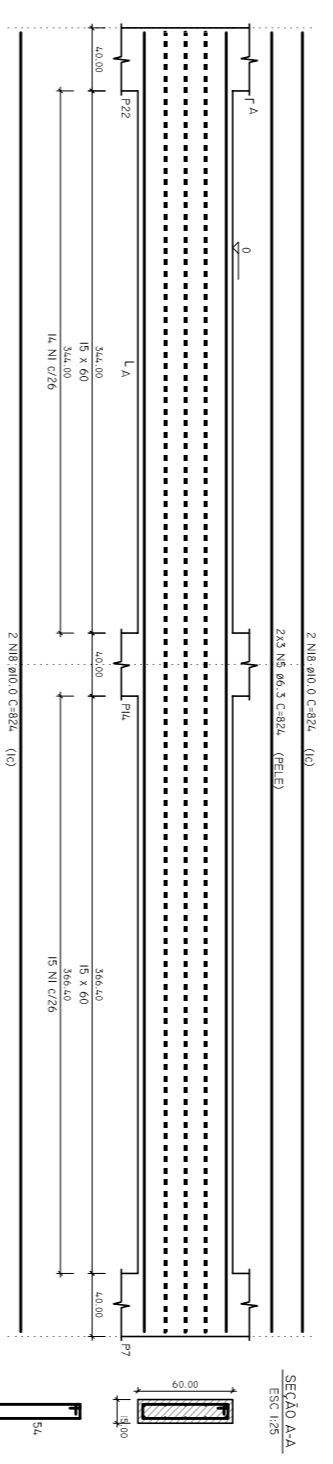 2 N18 ø10.0 C=824 (1c)
2x3 N5 ø6.3 C=824 (PELE)
A
0
A
40.00
P22
344.00
15 x 60
344.00
14 N1 c/26
40.00
P14
366.40
15 x 60
366.40
15 N1 c/26
40.00
P7
2 N18 ø10.0 C=824 (1c)
SEÇÃO A-A
ESC 1:25
60.00
15.00
54